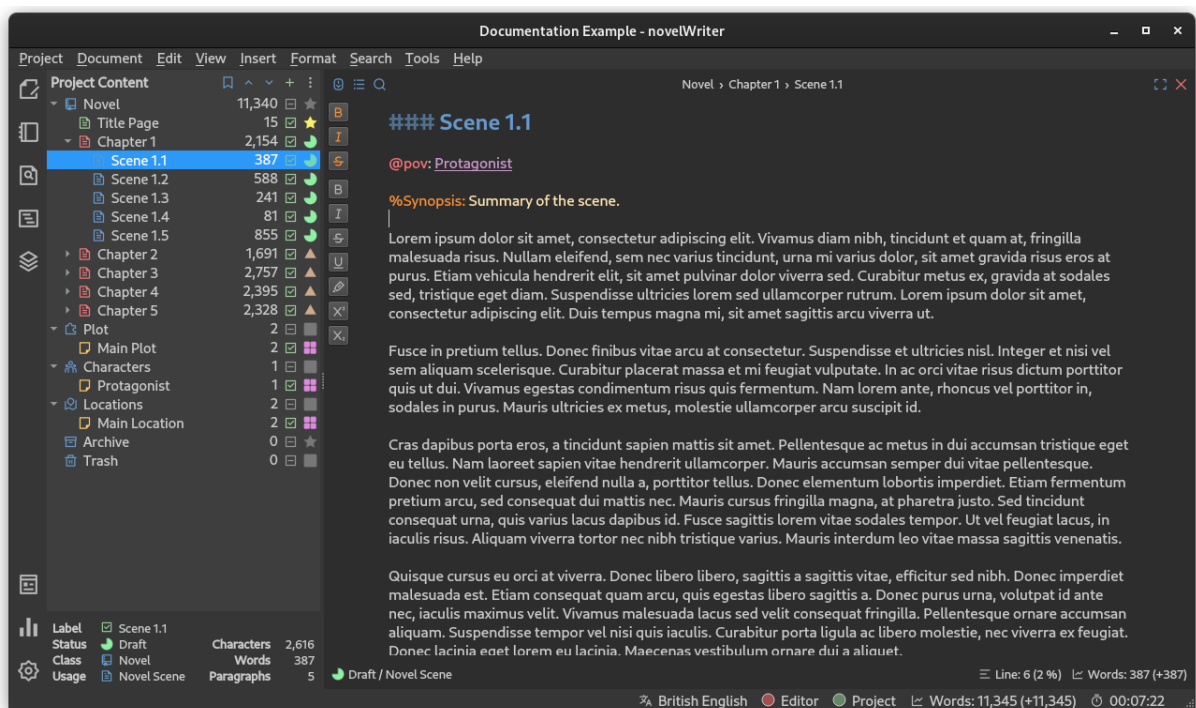 Documentation Example - novelWriter
Project Document Edit View Insert Format Search Tools Help
Project Content
Novel 11,340
Title Page 15
Chapter 1 2,154
Scene 1.1 387
Scene 1.2 588
Scene 1.3 241
Scene 1.4 81
Scene 1.5 855
Chapter 2 1,691
Chapter 3 2,757
Chapter 4 2,395
Chapter 5 2,328
Plot 2
Main Plot 2
Characters 1
Protagonist 1
Locations 2
Main Location 2
Archive 0
Trash 0
Label Scene 1.1
Status Draft Characters 2,616
Class Novel Words 387
Usage Novel Scene Paragraphs 5
Novel › Chapter 1 › Scene 1.1
B
I
S
B
I
S
U
X²
X₂
### Scene 1.1
@pov: Protagonist
%Synopsis: Summary of the scene.
Lorem ipsum dolor sit amet, consectetur adipiscing elit. Vivamus diam nibh, tincidunt et quam at, fringilla
malesuada risus. Nullam eleifend, sem nec varius tincidunt, urna mi varius dolor, sit amet gravida risus eros at
purus. Etiam vehicula hendrerit elit, sit amet pulvinar dolor viverra sed. Curabitur metus ex, gravida at sodales
sed, tristique eget diam. Suspendisse ultricies lorem sed ullamcorper rutrum. Lorem ipsum dolor sit amet,
consectetur adipiscing elit. Duis tempus magna mi, sit amet sagittis arcu viverra ut.
Fusce in pretium tellus. Donec finibus vitae arcu at consectetur. Suspendisse et ultricies nisl. Integer et nisi vel
sem aliquam scelerisque. Curabitur placerat massa et mi feugiat vulputate. In ac orci vitae risus dictum porttitor
quis ut dui. Vivamus egestas condimentum risus quis fermentum. Nam lorem ante, rhoncus vel porttitor in,
sodales in purus. Mauris ultricies ex metus, molestie ullamcorper arcu suscipit id.
Cras dapibus porta eros, a tincidunt sapien mattis sit amet. Pellentesque ac metus in dui accumsan tristique eget
eu tellus. Nam laoreet sapien vitae hendrerit ullamcorper. Mauris accumsan semper dui vitae pellentesque.
Donec non velit cursus, eleifend nulla a, porttitor tellus. Donec elementum lobortis imperdiet. Etiam fermentum
pretium arcu, sed consequat dui mattis nec. Mauris cursus fringilla magna, at pharetra justo. Sed tincidunt
consequat urna, quis varius lacus dapibus id. Fusce sagittis lorem vitae sodales tempor. Ut vel feugiat lacus, in
iaculis risus. Aliquam viverra tortor nec nibh tristique varius. Mauris interdum leo vitae massa sagittis venenatis.
Quisque cursus eu orci at viverra. Donec libero libero, sagittis a sagittis vitae, efficitur sed nibh. Donec imperdiet
malesuada est. Etiam consequat quam arcu, quis egestas libero sagittis a. Donec purus urna, volutpat id ante
nec, iaculis maximus velit. Vivamus malesuada lacus sed velit consequat fringilla. Pellentesque ornare accumsan
aliquam. Suspendisse tempor vel nisi quis iaculis. Curabitur porta ligula ac libero molestie, nec viverra ex feugiat.
Donec lacinia eget lorem eu lacinia. Maecenas vestibulum ornare dui a aliquet.
Draft / Novel Scene Line: 6 (2 %) Words: 387 (+387)
British English Editor Project Words: 11,345 (+11,345) 00:07:22